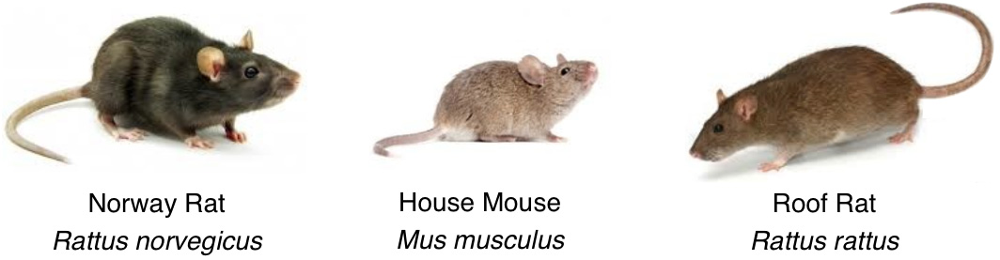 Norway Rat
Rattus norvegicus
House Mouse
Mus musculus
Roof Rat
Rattus rattus